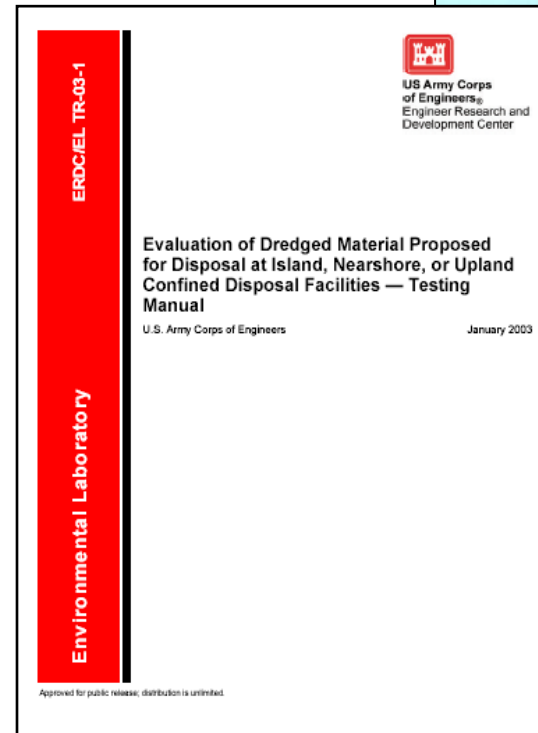 ERDC/EL TR-03-1
US Army Corps
of Engineers®
Engineer Research and
Development Center
Evaluation of Dredged Material Proposed
for Disposal at Island, Nearshore, or Upland
Confined Disposal Facilities — Testing
Manual
U.S. Army Corps of Engineers January 2003
Environmental Laboratory
Approved for public release; distribution is unlimited.